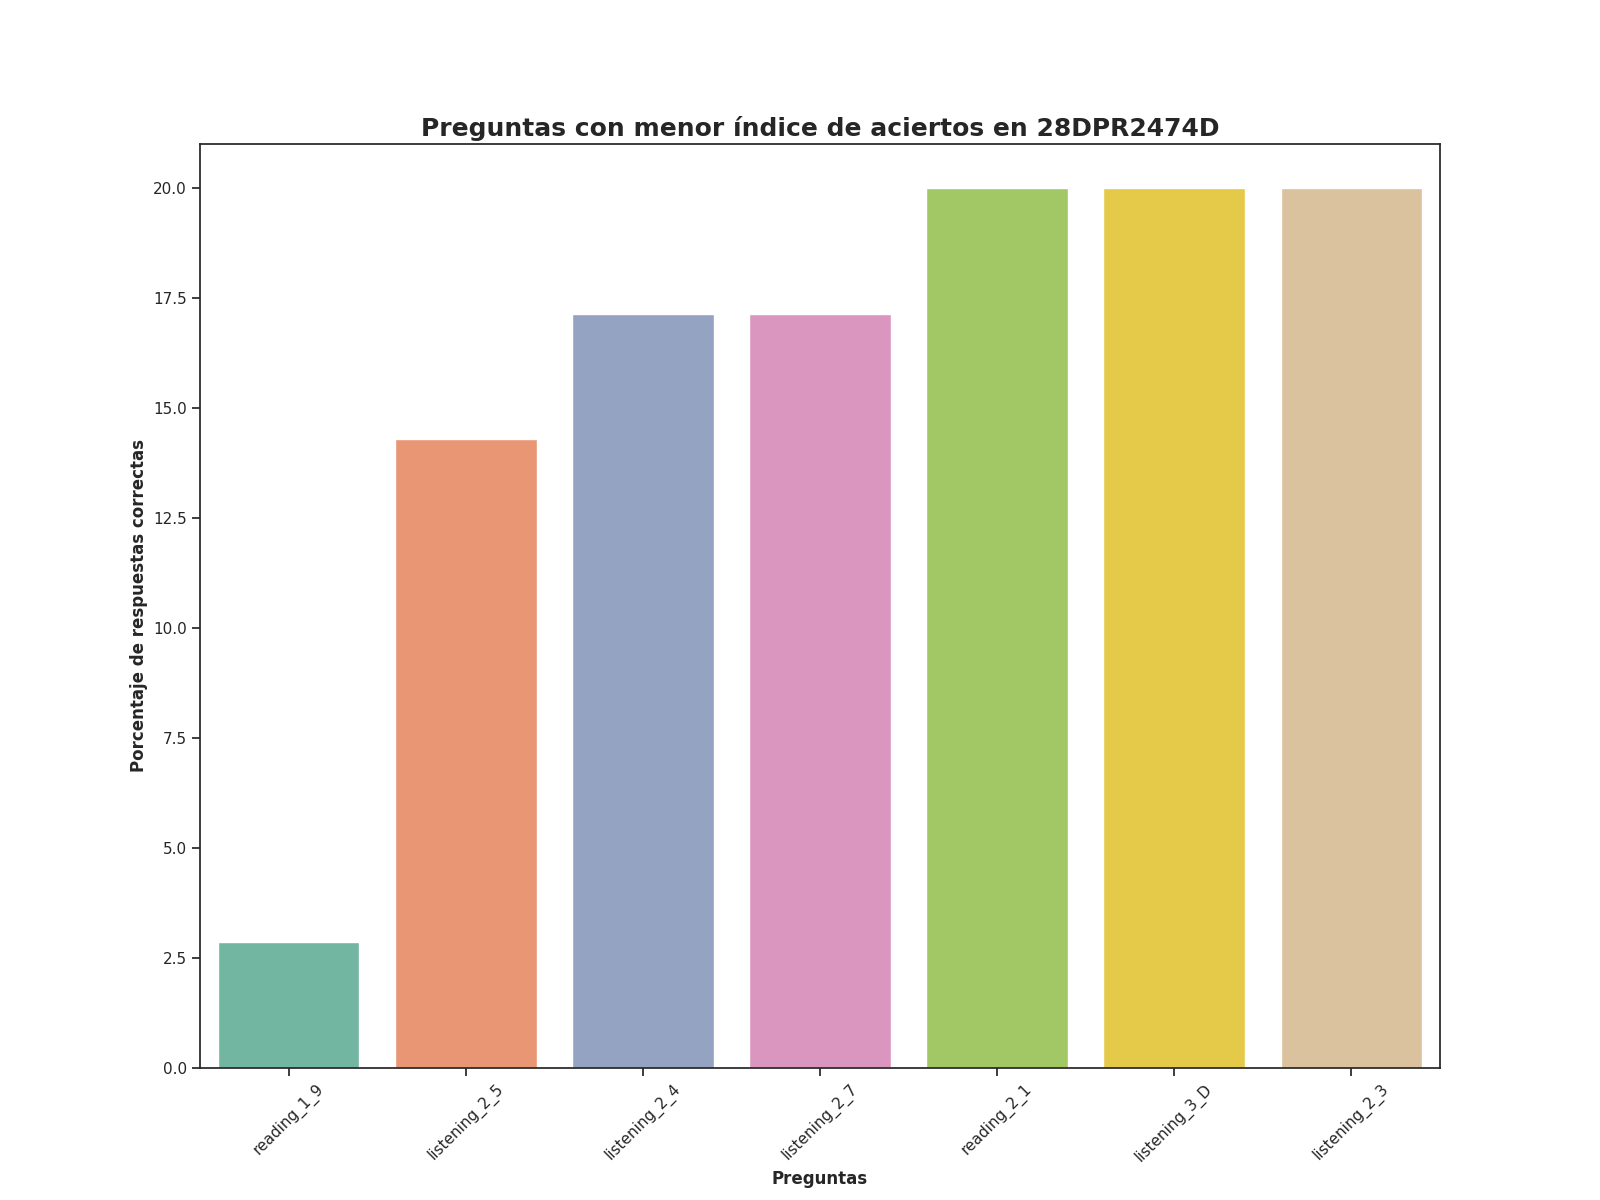 Preguntas con menor índice de aciertos en 28DPR2474D
Porcentaje de respuestas correctas
20.0
17.5
15.0
12.5
10.0
7.5
5.0
2.5
0.0
reading_1_9
listening_2_5
listening_2_4
listening_2_7
reading_2_1
listening_3_D
listening_2_3
Preguntas